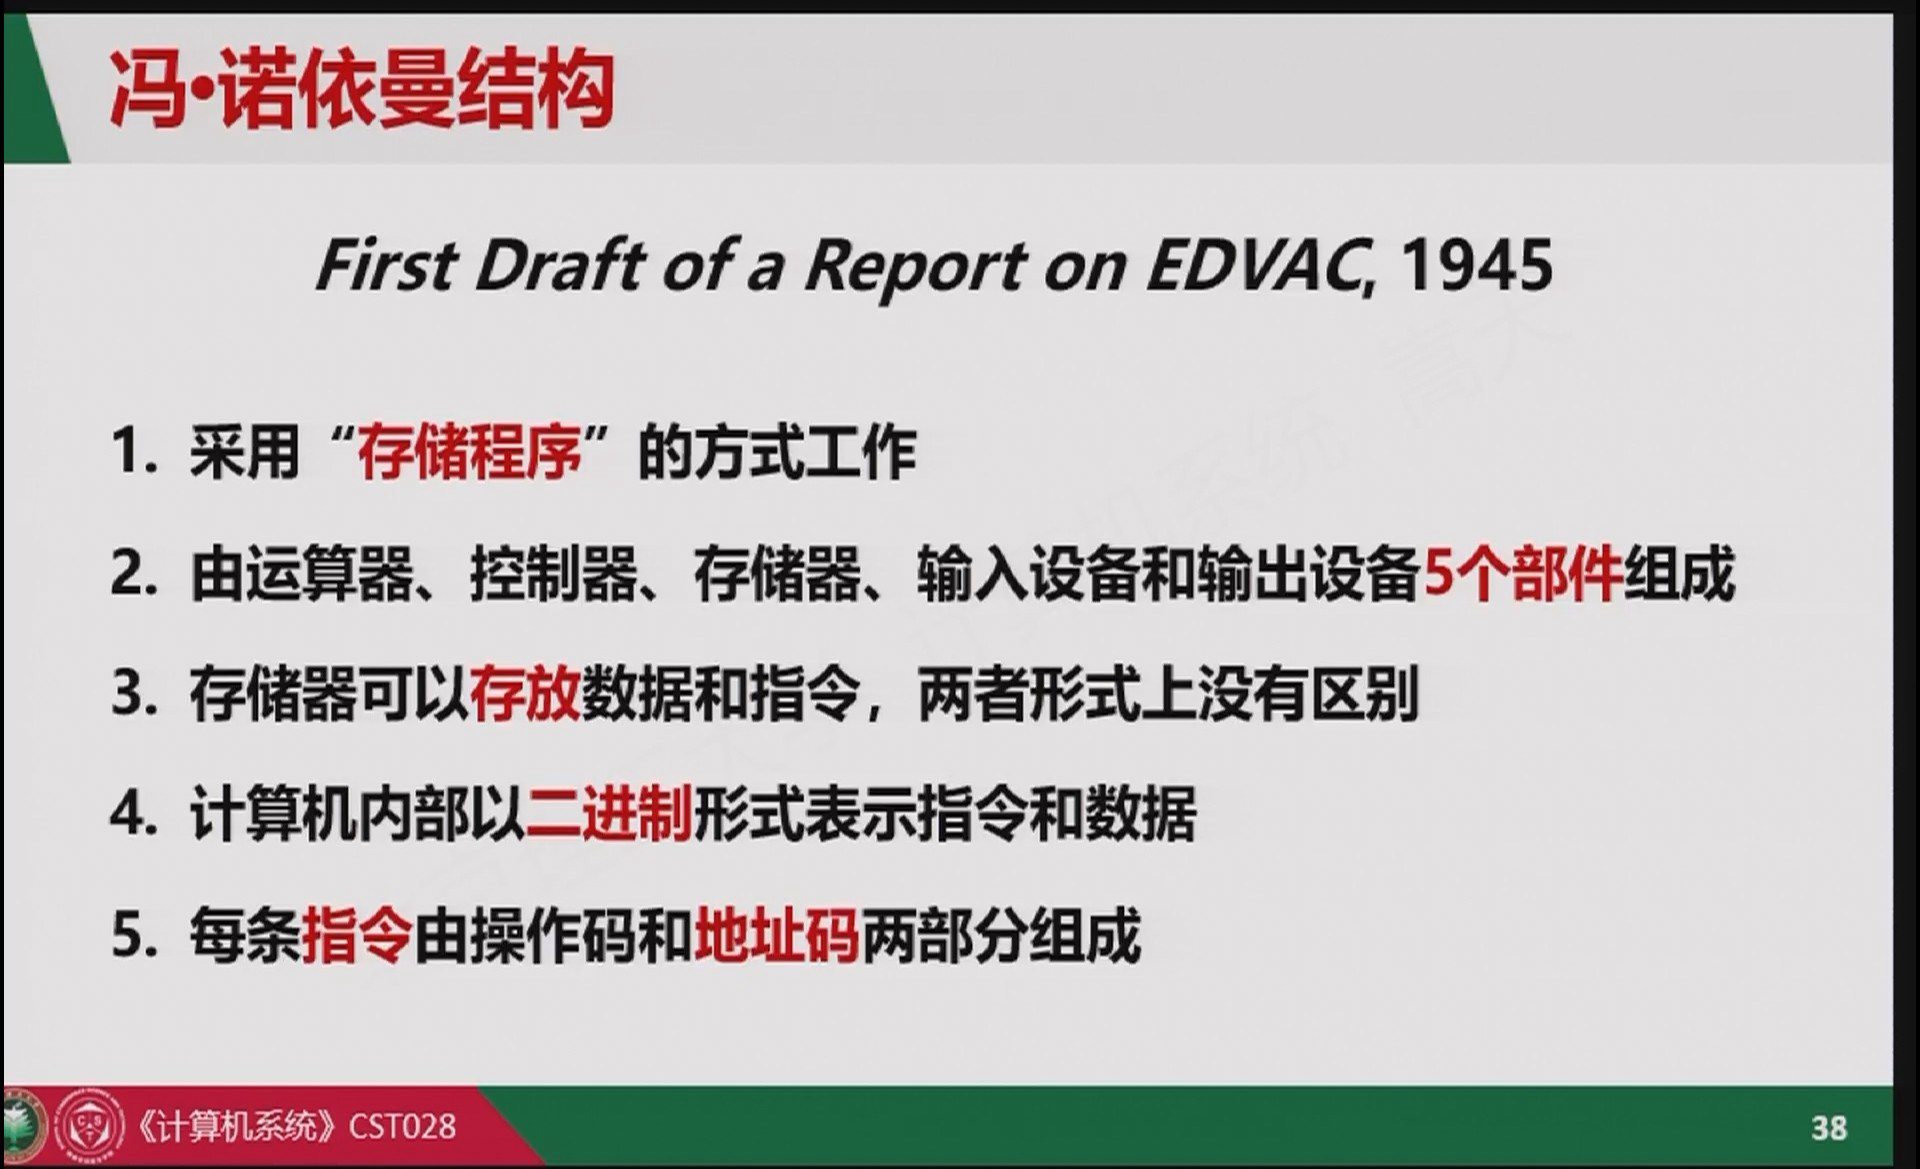 冯•诺依曼结构
First Draft of a Report on EDVAC, 1945
1. 采用“存储程序”的方式工作
2. 由运算器、控制器、存储器、输入设备和输出设备5个部件组成
3. 存储器可以存放数据和指令，两者形式上没有区别
4. 计算机内部以二进制形式表示指令和数据
5. 每条指令由操作码和地址码两部分组成
《计算机系统》CST028
38